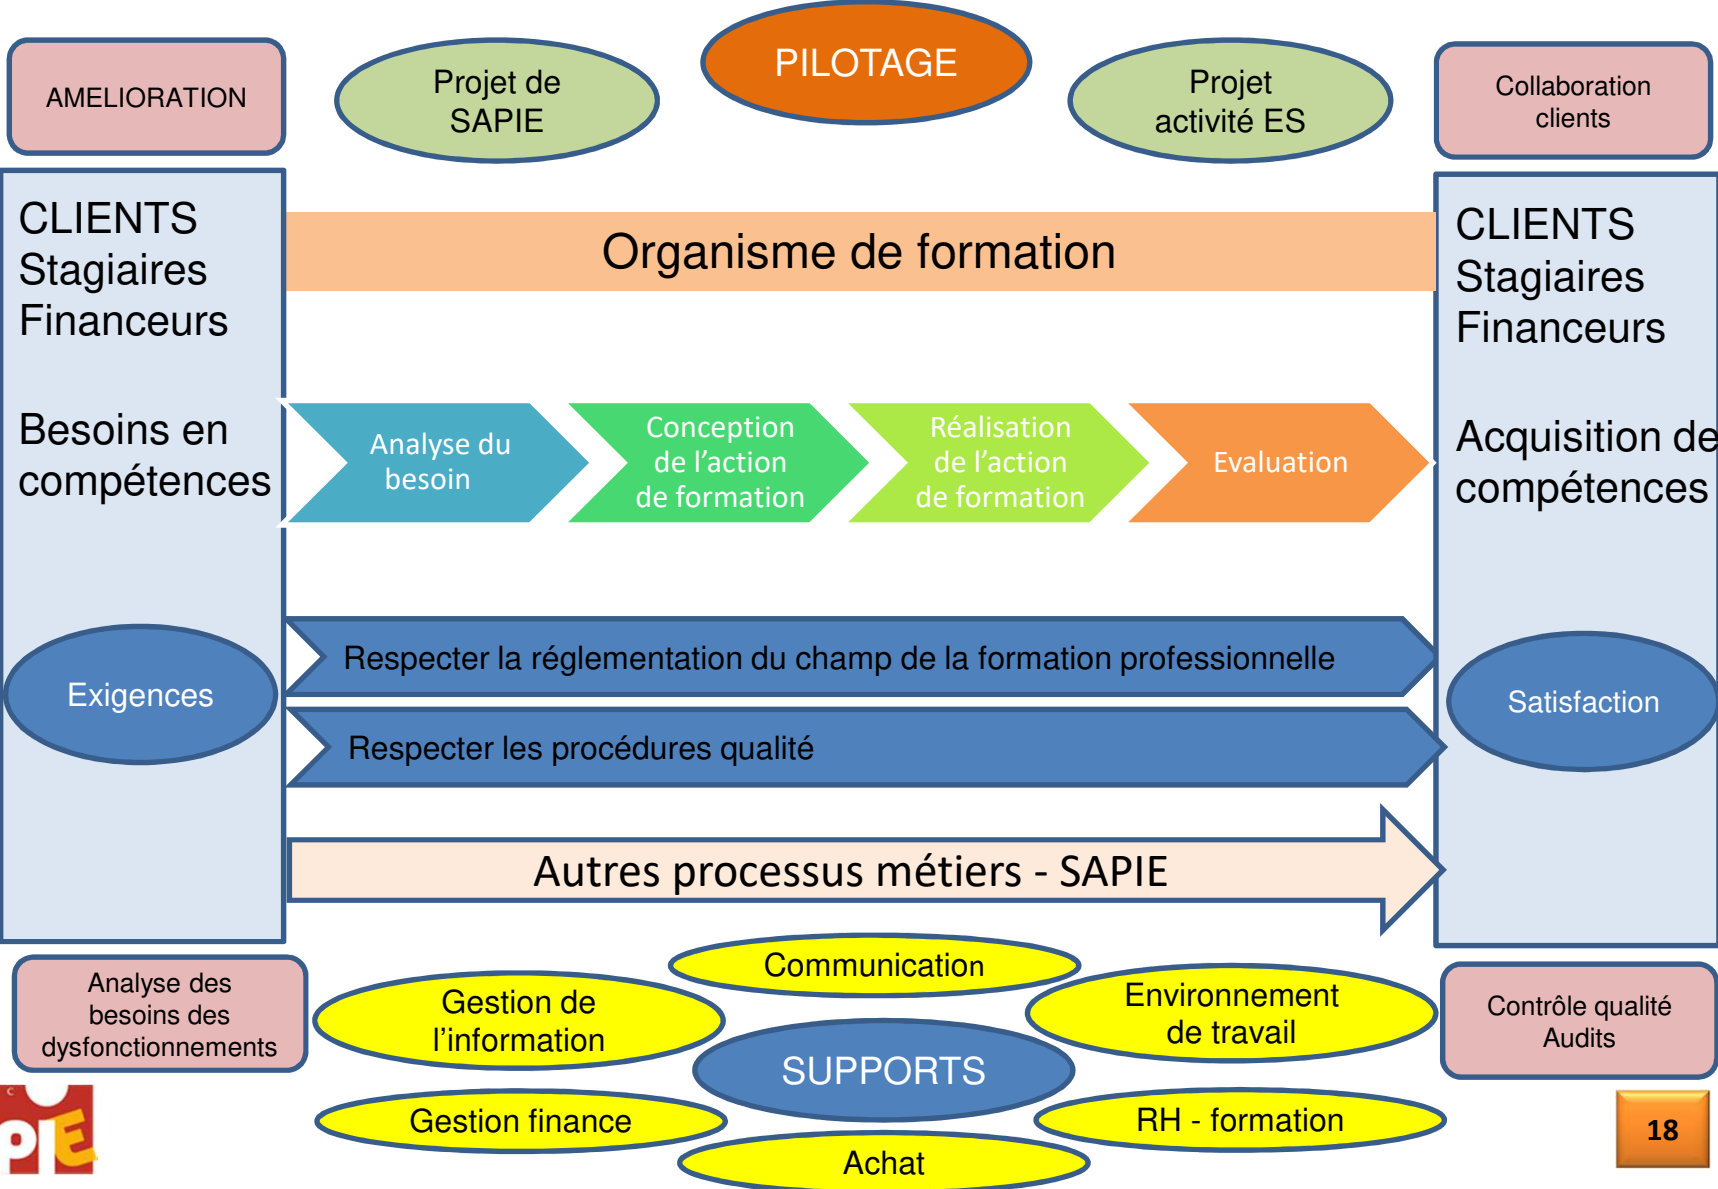 PILOTAGE
AMELIORATION
Projet de
SAPIE
Projet
activité ES
Collaboration
clients
CLIENTS
Stagiaires
Financeurs
Besoins en
compétences
Organisme de formation
CLIENTS
Stagiaires
Financeurs
Acquisition de
compétences
Analyse du
besoin
Conception
de l’action
de formation
Réalisation
de l’action
de formation
Evaluation
Exigences
Respecter la réglementation du champ de la formation professionnelle
Respecter les procédures qualité
Satisfaction
Autres processus métiers - SAPIE
Analyse des
besoins des
dysfonctionnements
Communication
Gestion de
l’information
Environnement
de travail
SUPPORTS
Gestion finance
RH - formation
Achat
Contrôle qualité
Audits
C
PIE
18